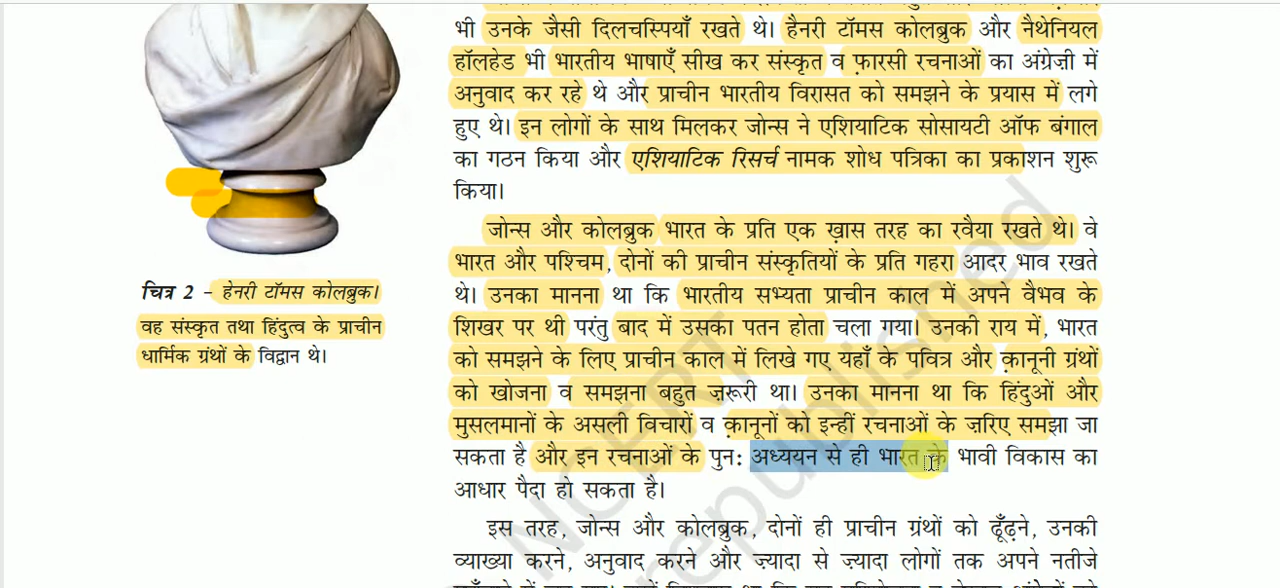 भी उनके जैसी दिलचस्पियाँ रखते थे। हैनरी टॉमस कोलब्रुक और नैथेनियल
हॉलहेड भी भारतीय भाषाएँ सीख कर संस्कृत व फ़ारसी रचनाओं का अंग्रेज़ी में
अनुवाद कर रहे थे और प्राचीन भारतीय विरासत को समझने के प्रयास में लगे
हुए थे। इन लोगों के साथ मिलकर जोन्स ने एशियाटिक सोसायटी ऑफ बंगाल
का गठन किया और एशियाटिक रिसर्च नामक शोध पत्रिका का प्रकाशन शुरू
किया।
जोन्स और कोलब्रुक भारत के प्रति एक ख़ास तरह का रवैया रखते थे। वे
भारत और पश्चिम, दोनों की प्राचीन संस्कृतियों के प्रति गहरा आदर भाव रखते
थे। उनका मानना था कि भारतीय सभ्यता प्राचीन काल में अपने वैभव के
शिखर पर थी परंतु बाद में उसका पतन होता चला गया। उनकी राय में, भारत
को समझने के लिए प्राचीन काल में लिखे गए यहाँ के पवित्र और क़ानूनी ग्रंथों
को खोजना व समझना बहुत ज़रूरी था। उनका मानना था कि हिंदुओं और
मुसलमानों के असली विचारों व क़ानूनों को इन्हीं रचनाओं के ज़रिए समझा जा
सकता है और इन रचनाओं के पुन: अध्ययन से ही भारत के भावी विकास का
आधार पैदा हो सकता है।
इस तरह, जोन्स और कोलब्रुक, दोनों ही प्राचीन ग्रंथों को ढूँढ़ने, उनकी
व्याख्या करने, अनुवाद करने और ज़्यादा से ज़्यादा लोगों तक अपने नतीजे
चित्र 2 – हेनरी टॉमस कोलब्रुक।
वह संस्कृत तथा हिंदुत्व के प्राचीन
धार्मिक ग्रंथों के विद्वान थे।
NCERT
republished